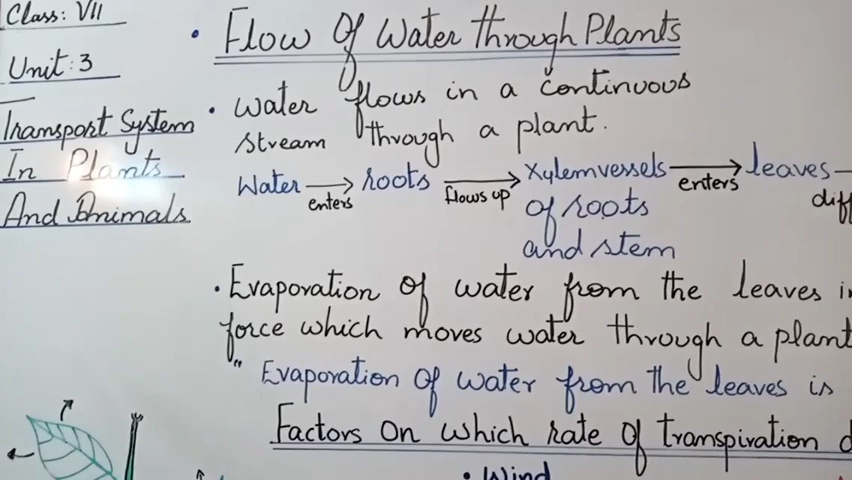 Class: VII
Unit: 3
Transport System
In Plants
And Animals.
• Flow Of Water through Plants
• Water flows in a continuous
stream through a plant.
Water → roots → Xylem vessels → leaves
enters flows up enters
of roots
and stem
• Evaporation of water from the leaves
force which moves water through a plant
" Evaporation of water from the leaves is
Factors On which rate of transpiration
• Wind